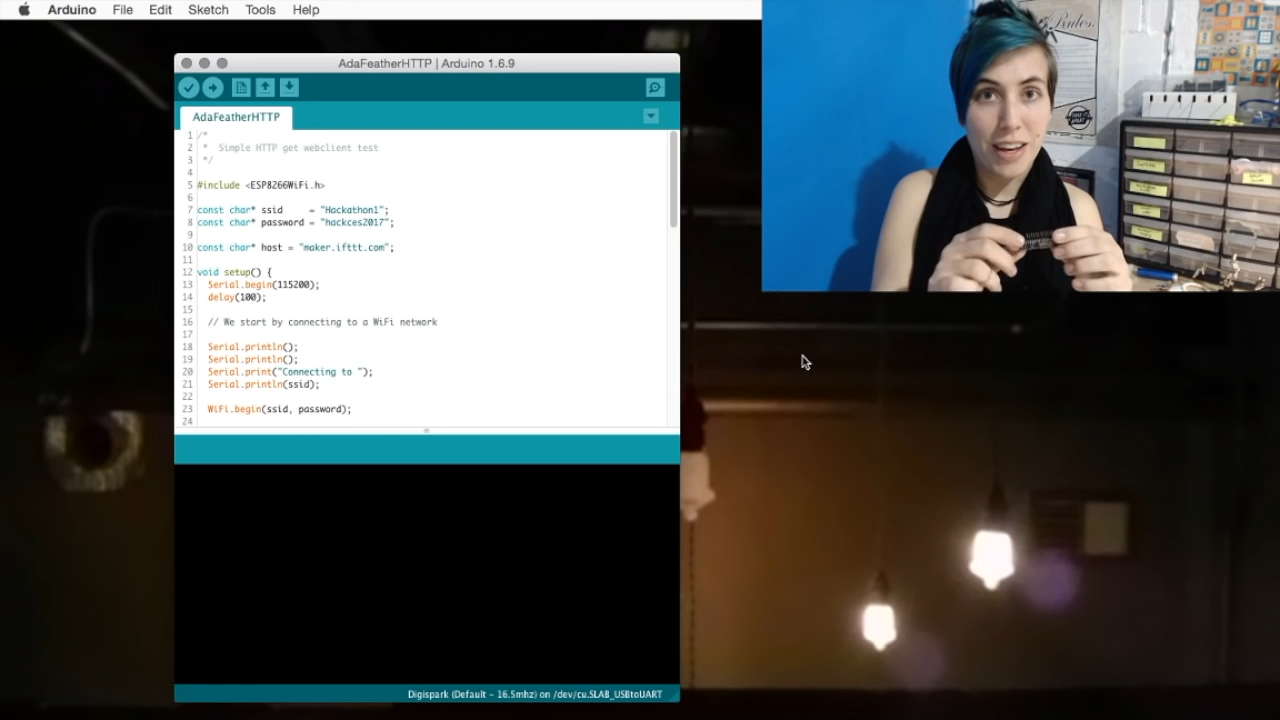 Arduino File Edit Sketch Tools Help
AdaFeatherHTTP | Arduino 1.6.9
AdaFeatherHTTP
1 /*
2 * Simple HTTP get webclient test
3 */
4
5 #include <ESP8266WiFi.h>
6
7 const char* ssid     = "Hackathon1";
8 const char* password = "hackces2017";
9
10 const char* host = "maker.ifttt.com";
11
12 void setup() {
13   Serial.begin(115200);
14   delay(100);
15
16   // We start by connecting to a WiFi network
17
18   Serial.println();
19   Serial.println();
20   Serial.print("Connecting to ");
21   Serial.println(ssid);
22
23   WiFi.begin(ssid, password);
24
Digispark (Default - 16.5mhz) on /dev/cu.SLAB_USBtoUART
Rules.